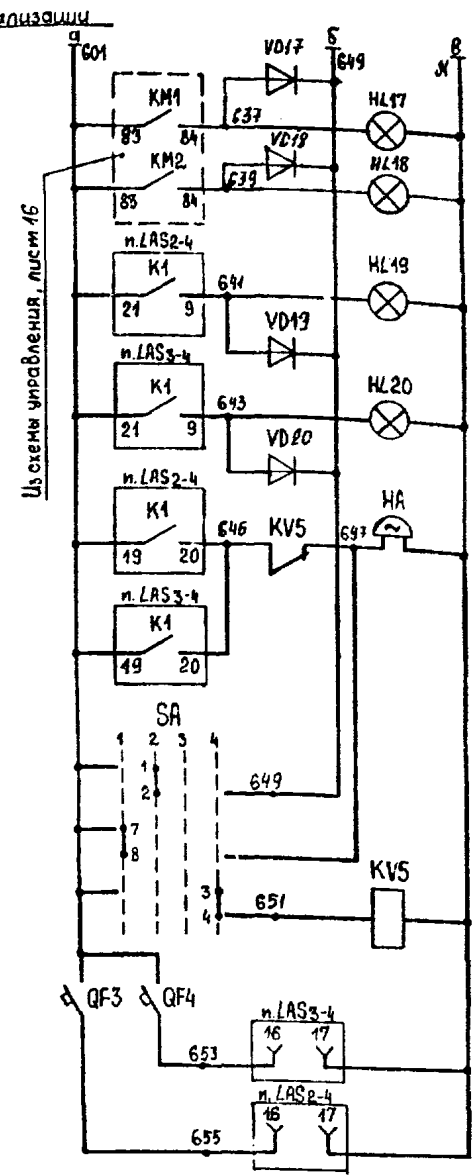 ализации
а
601
б
649
в
N
VD17
KM1
83
84
637
HL17
KM2
83
84
639
VD18
HL18
Из схемы управления, лист 16
п.LAS2-4
K1
21
9
641
HL19
VD19
п.LAS3-4
K1
21
9
643
HL20
VD20
п.LAS2-4
K1
19
20
646
KV5
647
HA
~
п.LAS3-4
K1
19
20
SA
1 2 3 4
1
2
649
7
8
3
4
651
KV5
QF3
QF4
п.LAS3-4
16 17
653
п.LAS2-4
16 17
655